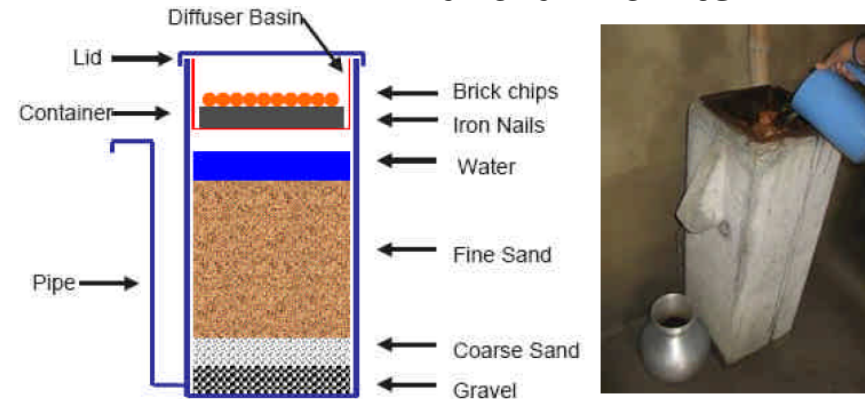 Diffuser Basin
Lid
Container
Pipe
Brick chips
Iron Nails
Water
Fine Sand
Coarse Sand
Gravel